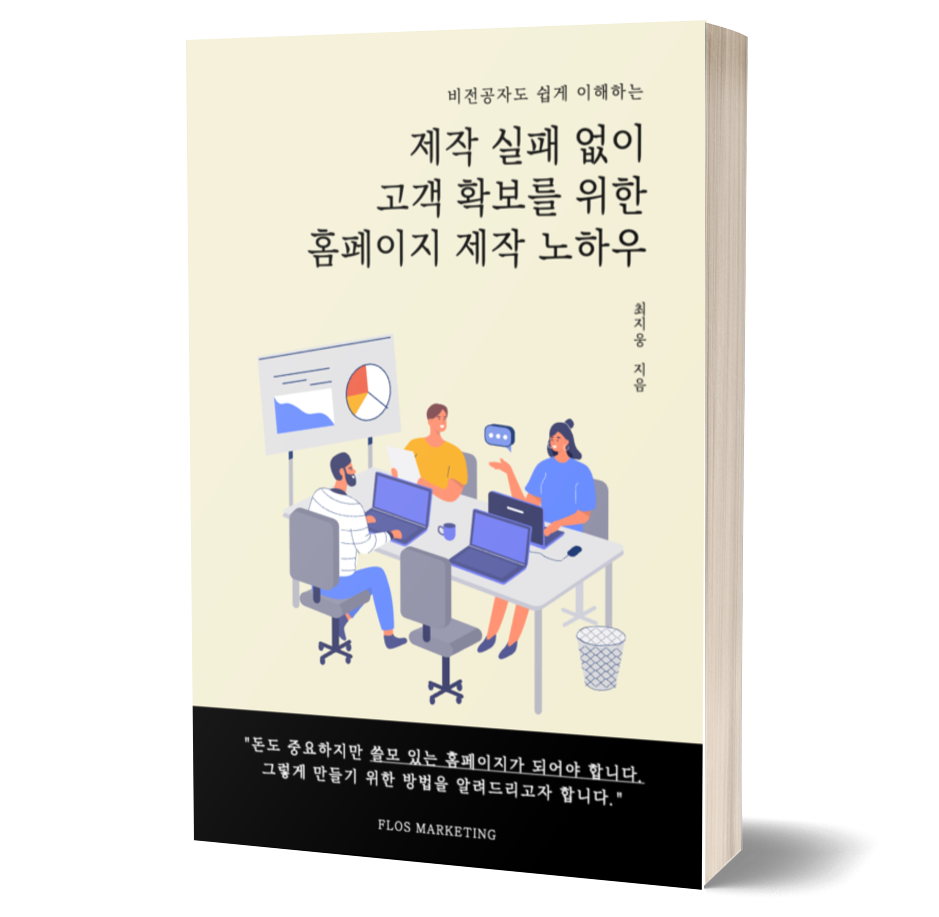 비전공자도 쉽게 이해하는
제작 실패 없이
고객 확보를 위한
홈페이지 제작 노하우
최지웅 지음
"돈도 중요하지만 쓸모 있는 홈페이지가 되어야 합니다.
그렇게 만들기 위한 방법을 알려드리고자 합니다."
FLOS MARKETING